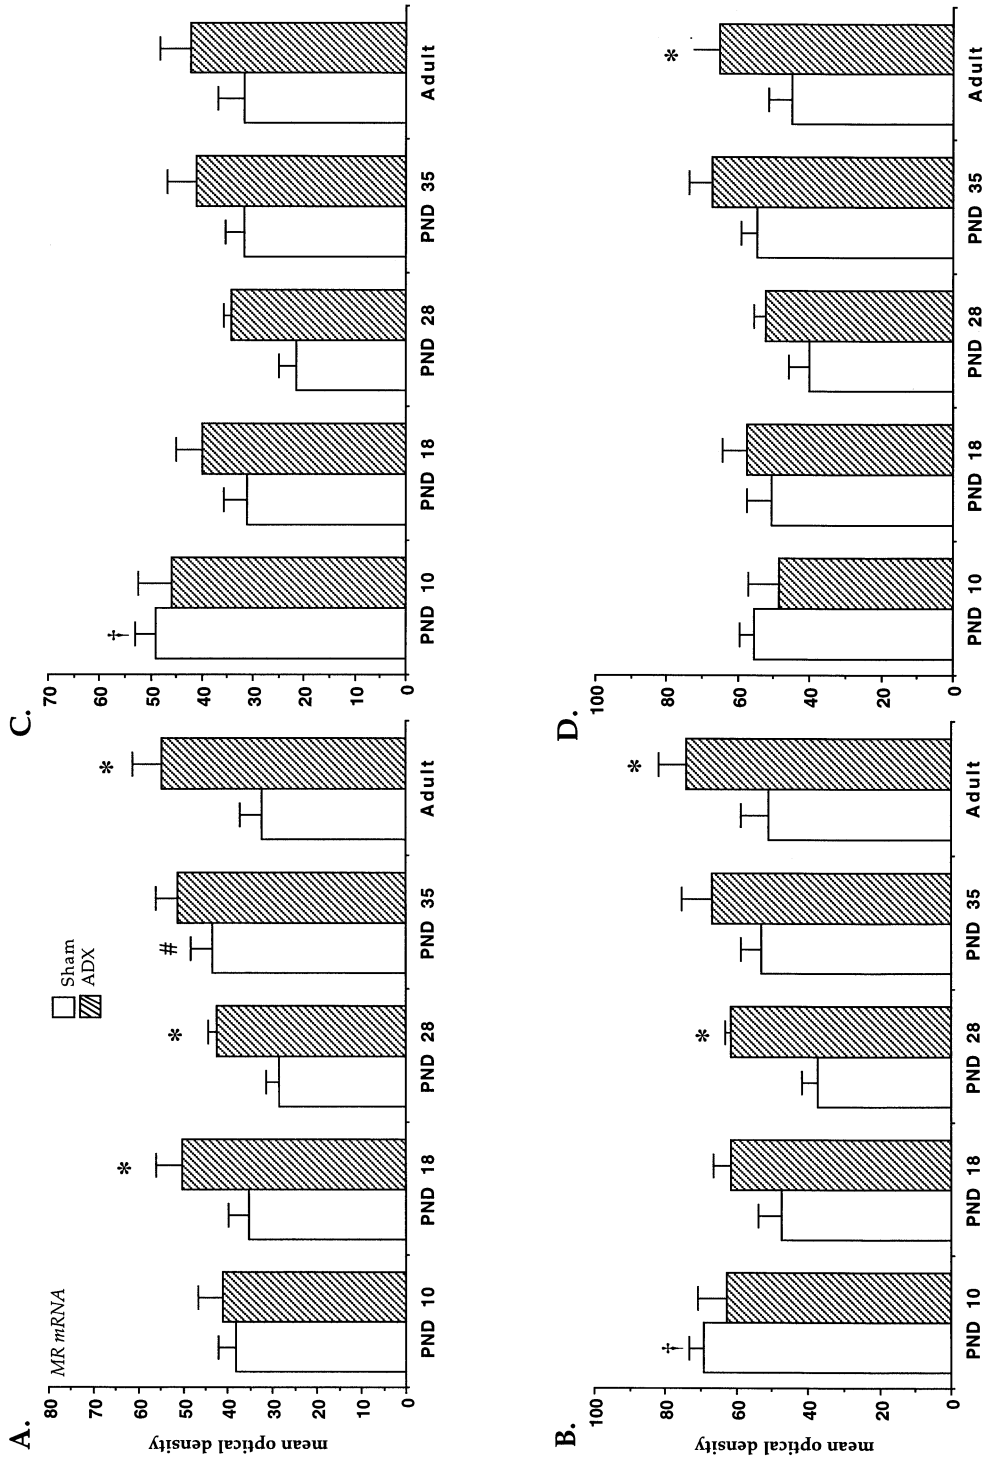 A.
MR mRNA
Sham
ADX
mean optical density
80
70
60
50
40
30
20
10
0
PND 10 PND 18 PND 28 PND 35 Adult
* * # *
C.
70
60
50
40
30
20
10
0
†
PND 10 PND 18 PND 28 PND 35 Adult
B.
mean optical density
100
80
60
40
20
0
† * *
PND 10 PND 18 PND 28 PND 35 Adult
D.
100
80
60
40
20
0
*
PND 10 PND 18 PND 28 PND 35 Adult